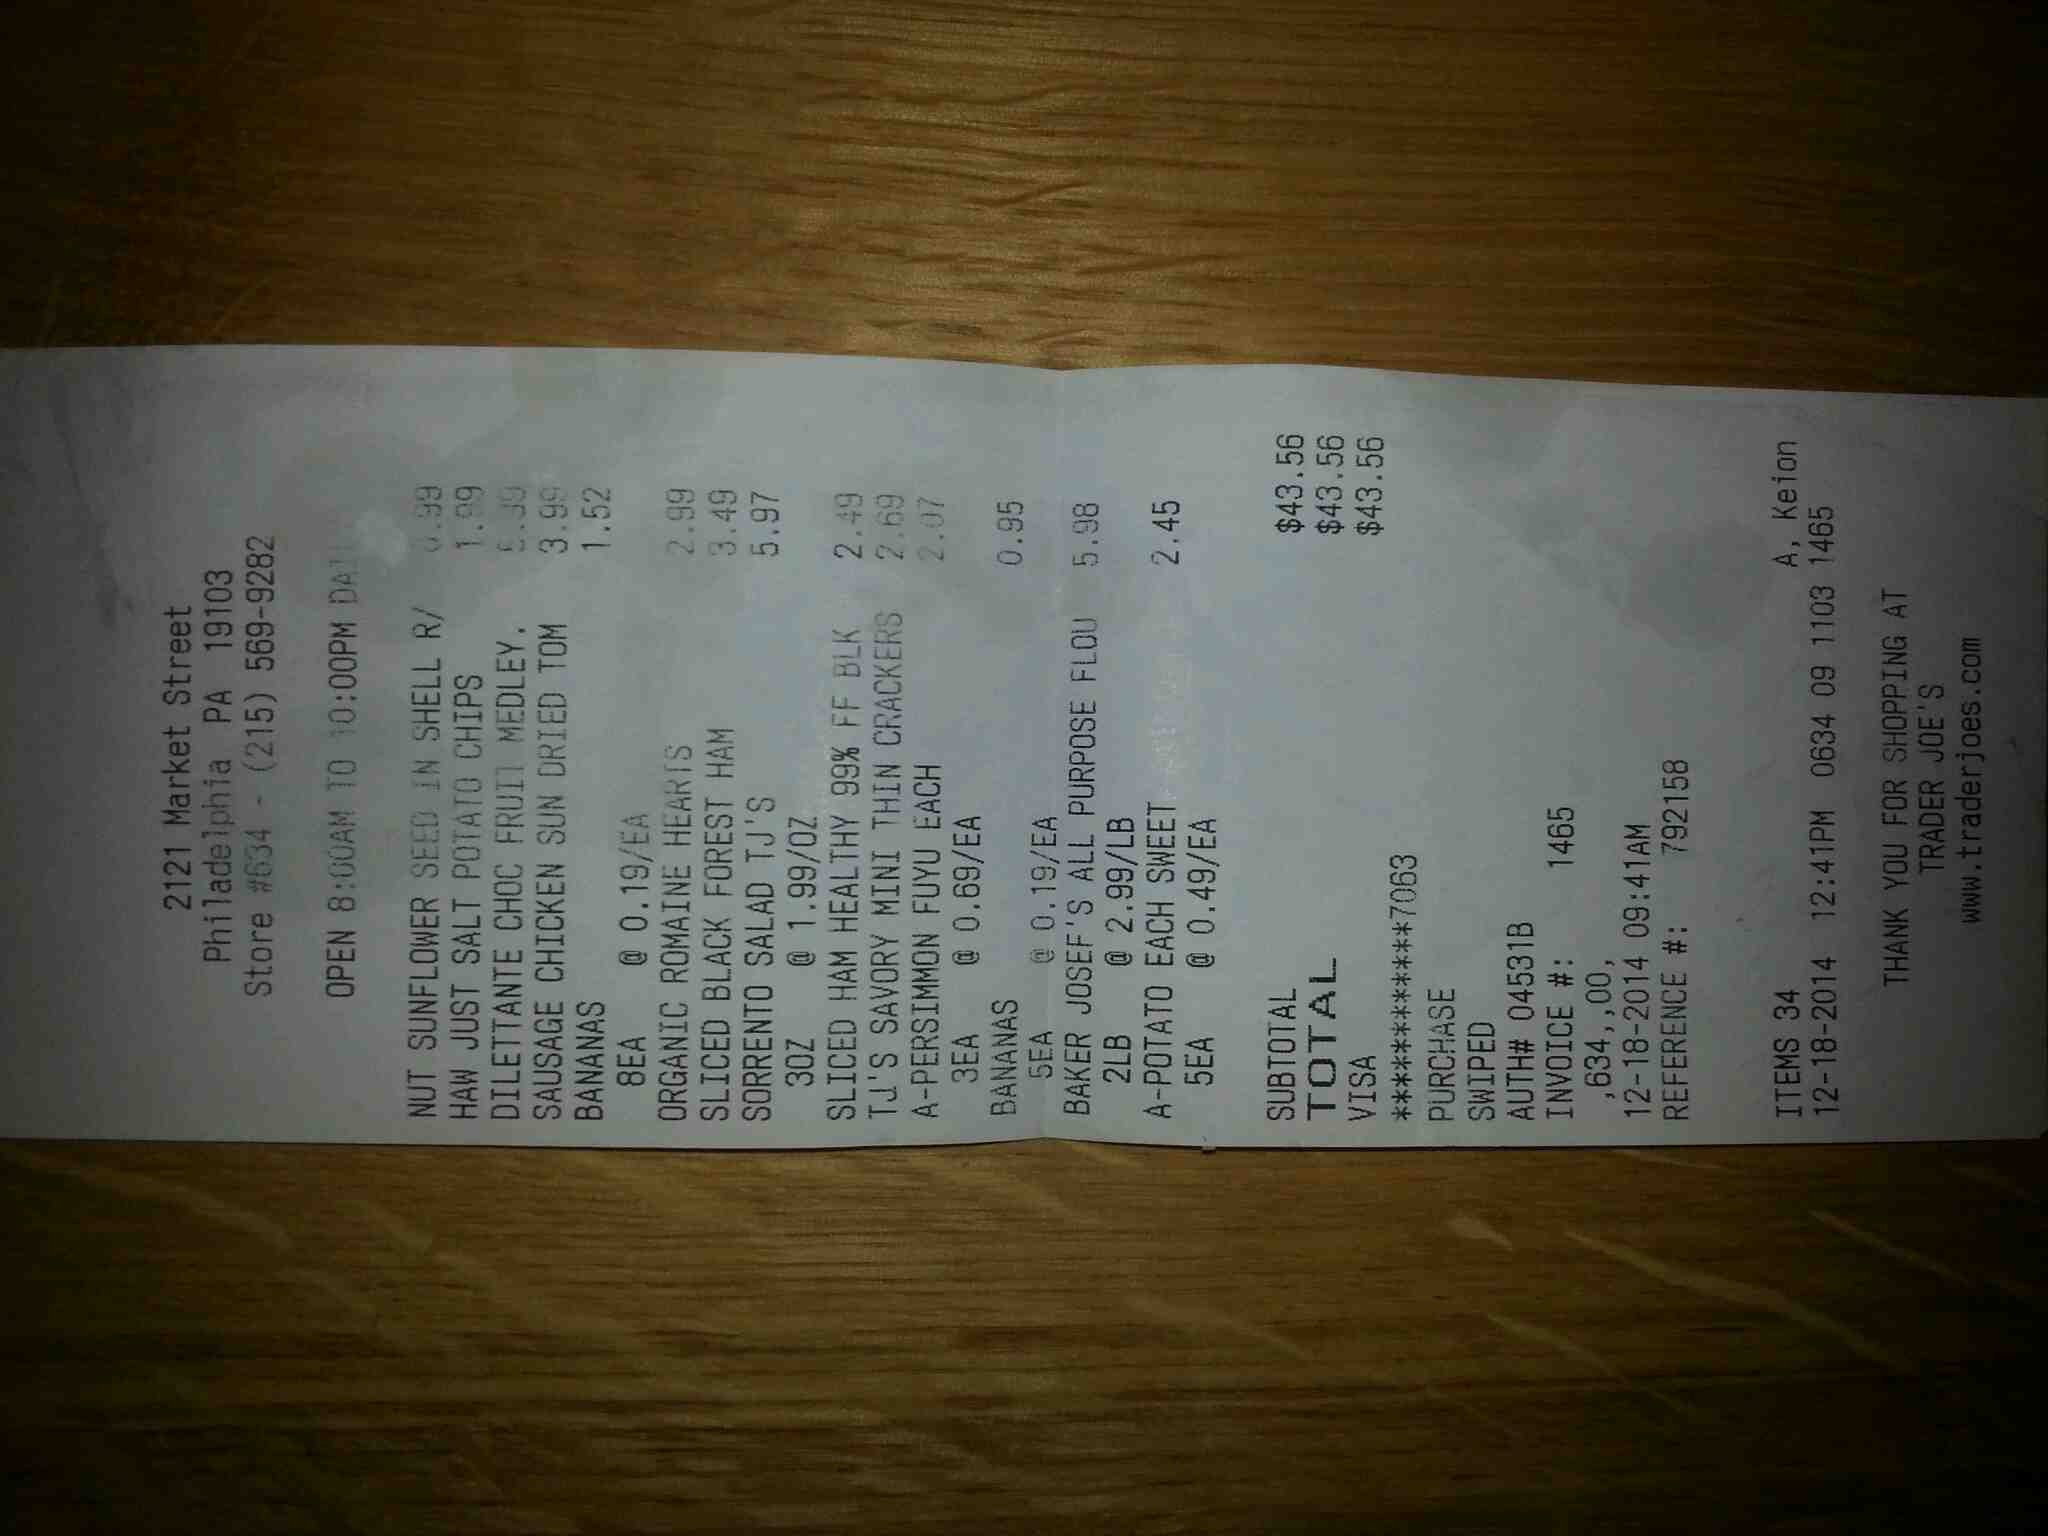 2121 Market Street
Philadelphia PA 19103
Store #634 - (215) 569-9282
OPEN 8:00AM TO 10:00PM
NUT SUNFLOWER SEED IN SHELL R/ 0.99
HAW JUST SALT POTATO CHIPS 1.99
DILETTANTE CHOC FRUIT MEDLEY. 5.99
SAUSAGE CHICKEN SUN DRIED TOM 3.99
BANANAS 1.52
8EA @ 0.19/EA
ORGANIC ROMAINE HEARTS 2.99
SLICED BLACK FOREST HAM 3.49
SORRENTO SALAD TJ'S 5.97
3OZ @ 1.99/OZ
SLICED HAM HEALTHY 99% FF BLK 2.49
TJ'S SAVORY MINI THIN CRACKERS 2.69
A-PERSIMMON FUYU EACH 2.07
3EA @ 0.69/EA
BANANAS 0.95
5EA @ 0.19/EA
BAKER JOSEF'S ALL PURPOSE FLOU 5.98
2LB @ 2.99/LB
A-POTATO EACH SWEET 2.45
5EA @ 0.49/EA
SUBTOTAL $43.56
TOTAL $43.56
VISA $43.56
************7063
PURCHASE
SWIPED
AUTH# 04531B
INVOICE #: 1465
,634,,00,
12-18-2014 09:41AM
REFERENCE #: 792158
ITEMS 34 A, Keion
12-18-2014 12:41PM 0634 09 1103 1465
THANK YOU FOR SHOPPING AT
TRADER JOE'S
www.traderjoes.com